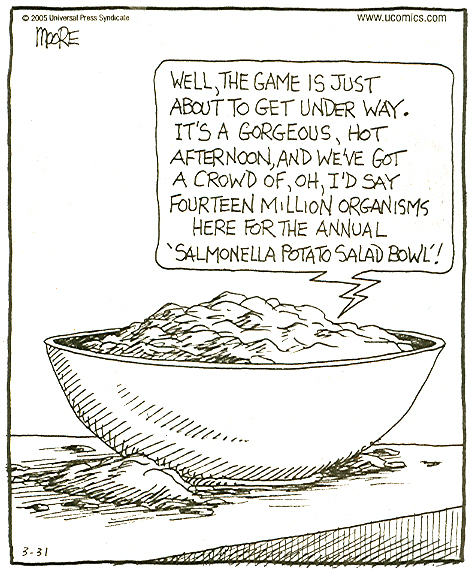 © 2005 Universal Press Syndicate
www.ucomics.com
MOORE
WELL, THE GAME IS JUST
ABOUT TO GET UNDER WAY.
IT'S A GORGEOUS, HOT
AFTERNOON, AND WE'VE GOT
A CROWD OF, OH, I'D SAY
FOURTEEN MILLION ORGANISMS
HERE FOR THE ANNUAL
'SALMONELLA POTATO SALAD BOWL'!
3-31